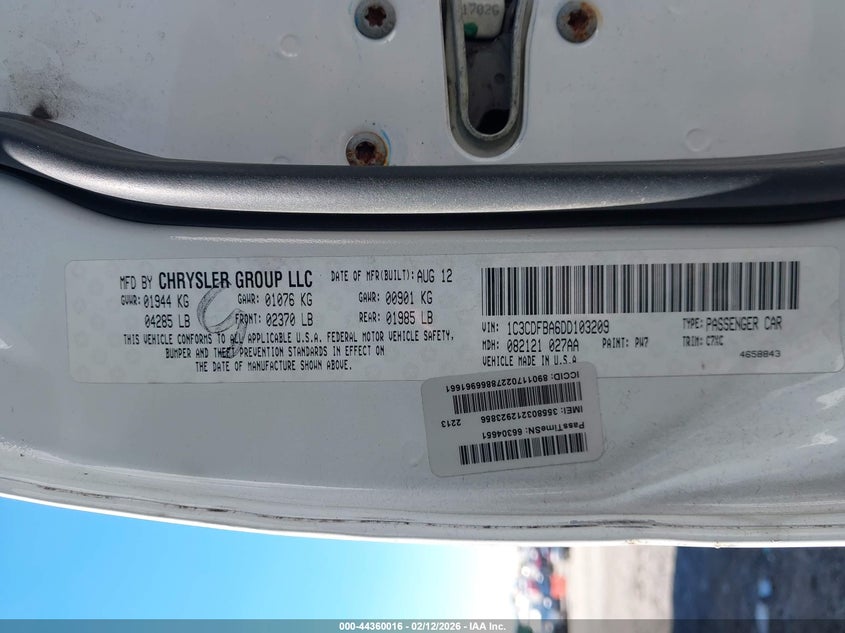 17026
MFD BY CHRYSLER GROUP LLC
DATE OF MFR(BUILT): AUG 12
GVWR: 01944 KG
GAWR: 01076 KG
GAWR: 00901 KG
04285 LB
FRONT: 02370 LB
REAR: 01985 LB
THIS VEHICLE CONFORMS TO ALL APPLICABLE U.S.A. FEDERAL MOTOR VEHICLE SAFETY,
BUMPER AND THEFT PREVENTION STANDARDS IN EFFECT ON
THE DATE OF MANUFACTURE SHOWN ABOVE.
VIN: 1C3CDFBA6DD103209
TYPE: PASSENGER CAR
MDH: 082121 027AA
PAINT: PW7
TRIM: C7XC
VEHICLE MADE IN U.S.A
4658843
PassTimeSN: 66304661
IMEI: 355803212923856
2213
ICCID: 890117022788666961661
000-44360016 - 02/12/2026 - IAA Inc.